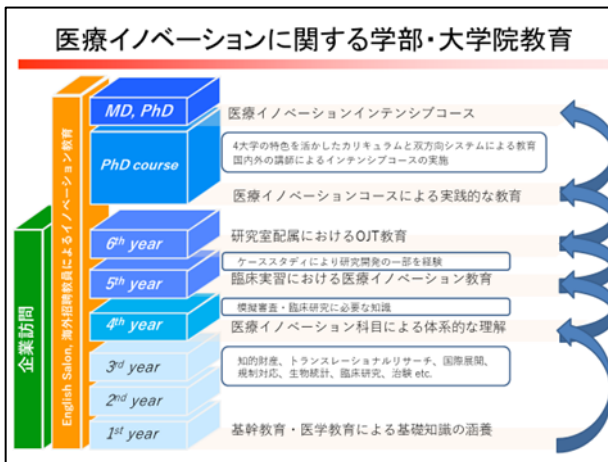 医療イノベーションに関する学部・大学院教育
企業訪問
English Salon, 海外招聘教員によるイノベーション教育
MD, PhD
医療イノベーションインテンシブコース
PhD course
4大学の特色を活かしたカリキュラムと双方向システムによる教育
国内外の講師によるインテンシブコースの実施
医療イノベーションコースによる実践的な教育
6th year
研究室配属におけるOJT教育
ケーススタディにより研究開発の一部を経験
5th year
臨床実習における医療イノベーション教育
模擬審査・臨床研究に必要な知識
4th year
医療イノベーション科目による体系的な理解
3rd year
知的財産、トランスレーショナルリサーチ、国際展開、
規制対応、生物統計、臨床研究、治験 etc.
2nd year
1st year
基幹教育・医学教育による基礎知識の涵養